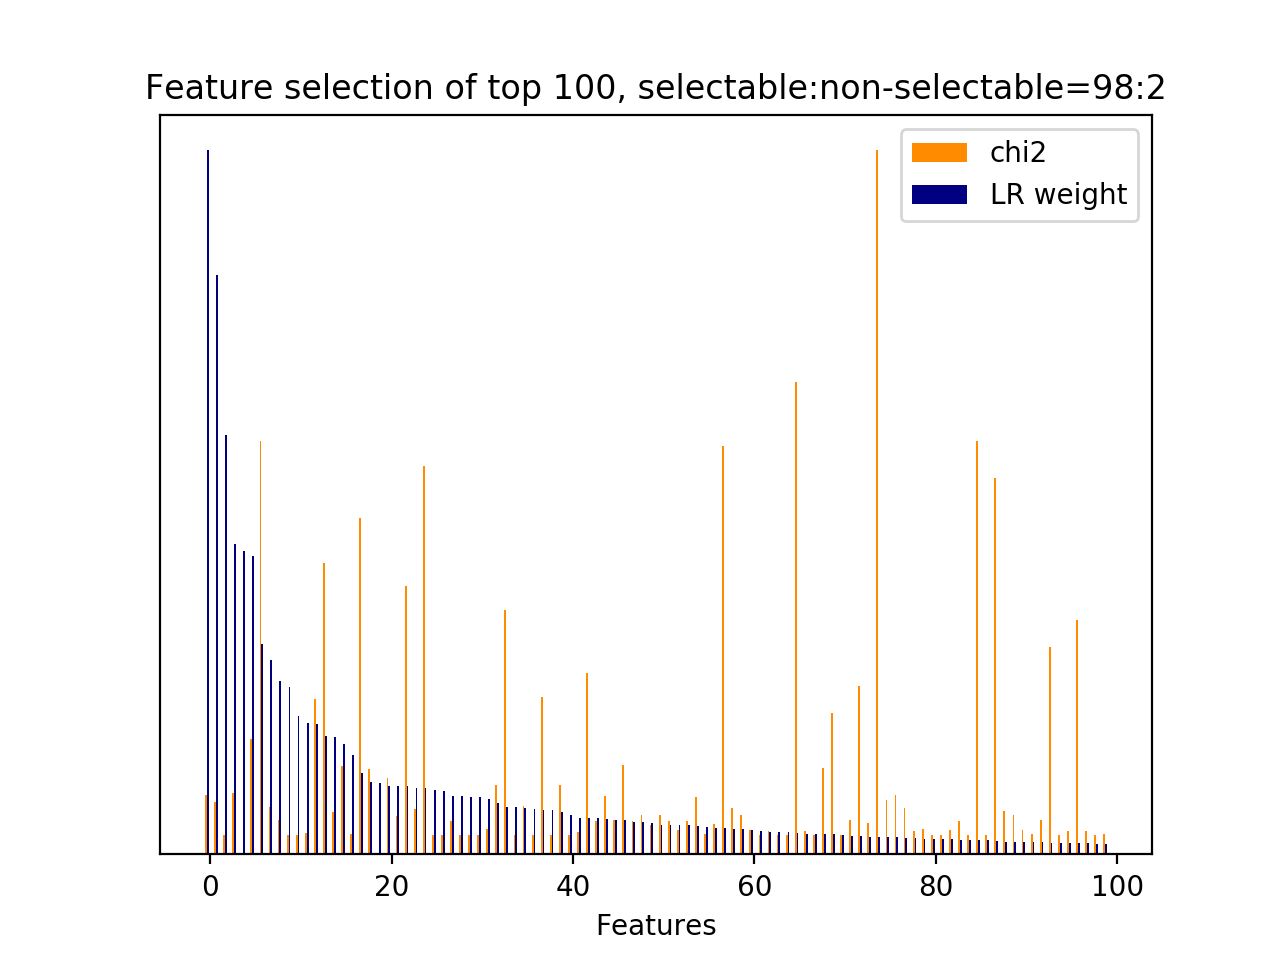 Feature selection of top 100, selectable:non-selectable=98:2
chi2
LR weight
0 20 40 60 80 100
Features